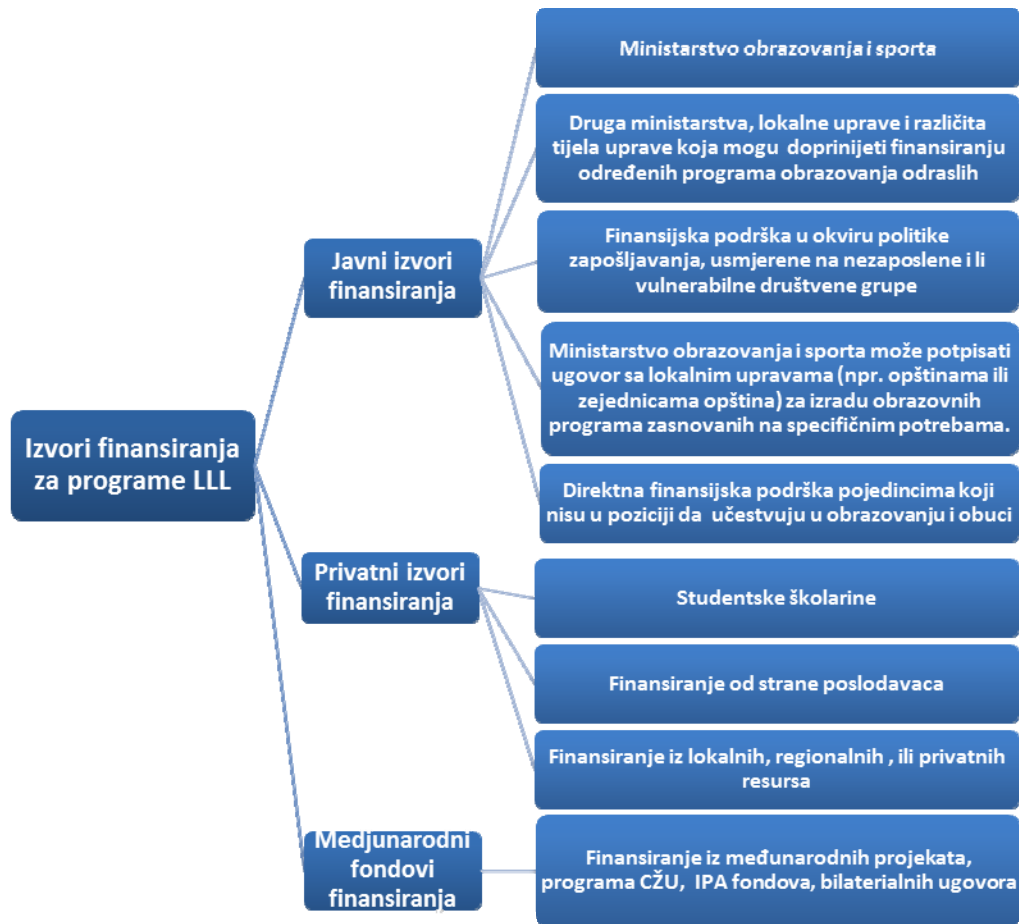 Izvori finansiranja
za programe LLL
Javni izvori
finansiranja
Ministarstvo obrazovanja i sporta
Druga ministarstva, lokalne uprave i različita
tijela uprave koja mogu doprinijeti finansiranju
određenih programa obrazovanja odraslih
Finansijska podrška u okviru politike
zapošljavanja, usmjerene na nezaposlene i li
vulnerabilne društvene grupe
Ministarstvo obrazovanja i sporta može potpisati
ugovor sa lokalnim upravama (npr. opštinama ili
zejednicama opština) za izradu obrazovnih
programa zasnovanih na specifičnim potrebama.
Direktna finansijska podrška pojedincima koji
nisu u poziciji da učestvuju u obrazovanju i obuci
Privatni izvori
finansiranja
Studentske školarine
Finansiranje od strane poslodavaca
Finansiranje iz lokalnih, regionalnih , ili privatnih
resursa
Medjunarodni
fondovi
finansiranja
Finansiranje iz međunarodnih projekata,
programa CŽU, IPA fondova, bilaterialnih ugovora